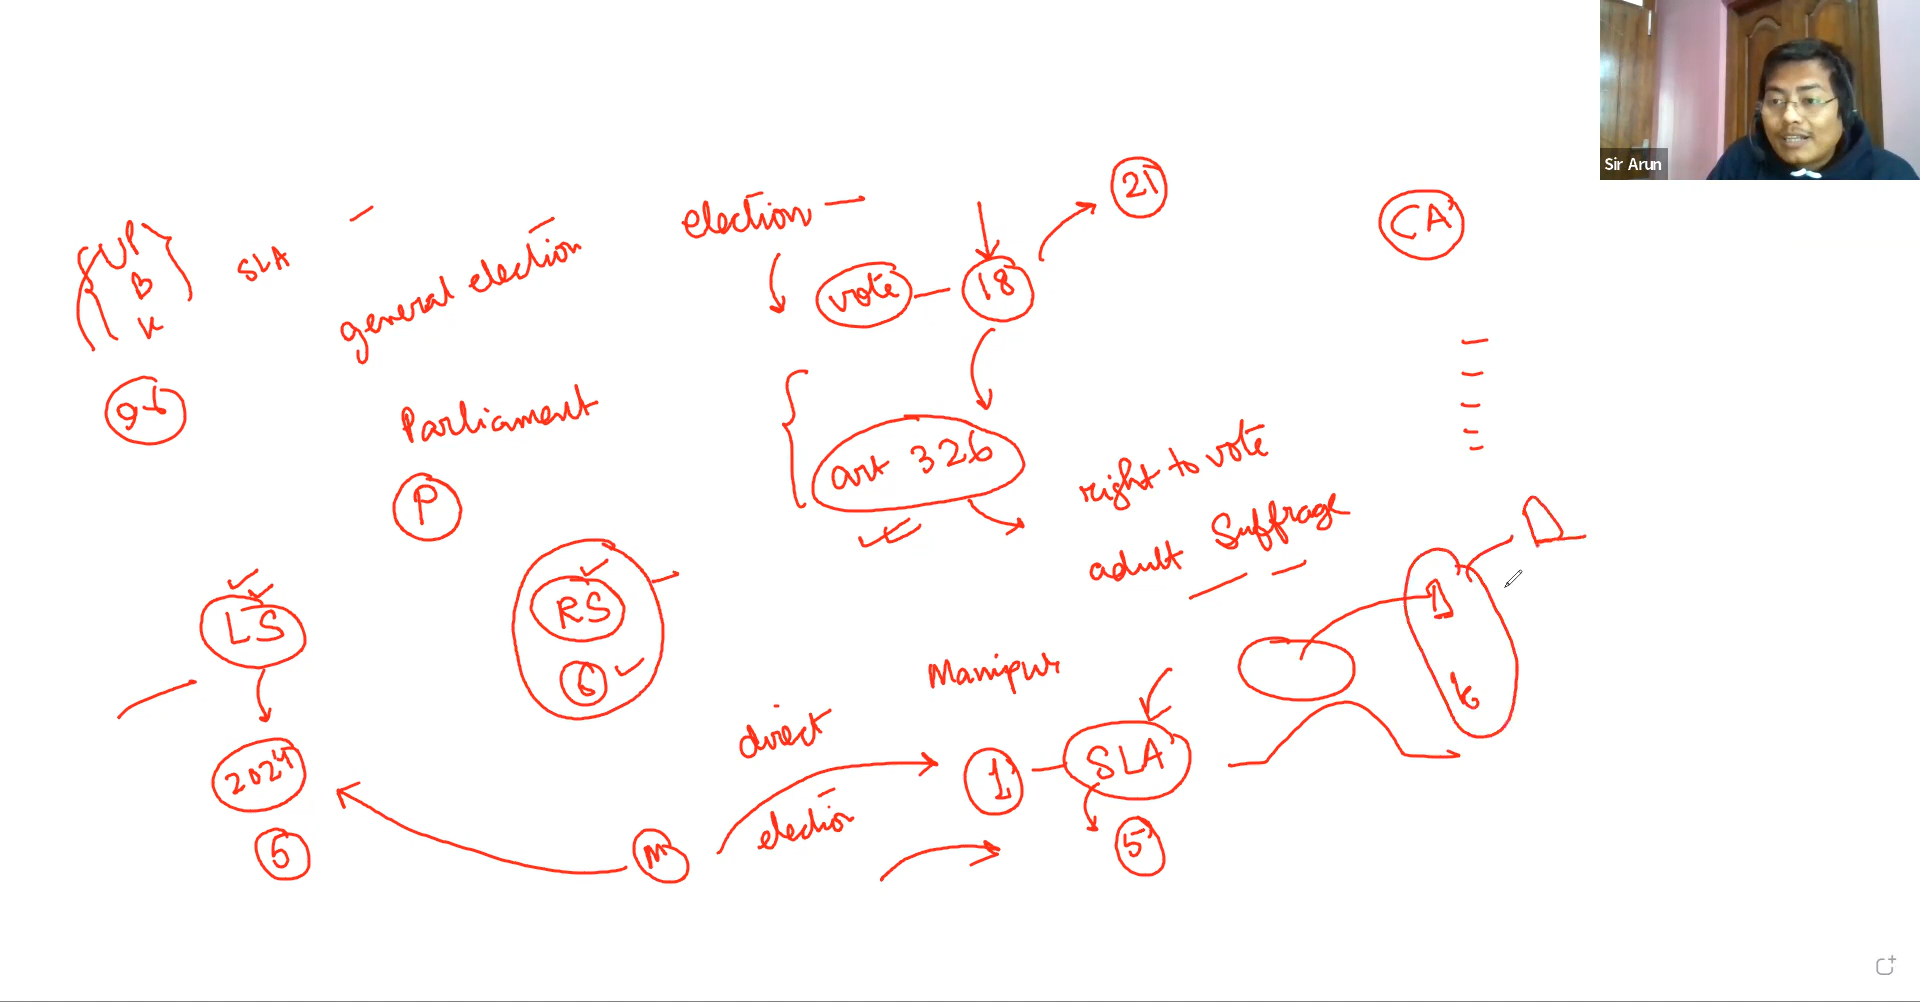 Sir Arun
21
CA
election
UP
B
K
SLA
general election
vote
18
96
Parliament
art 326
right to vote
P
adult Suffrage
LS
RS
6
Manipur
direct
2024
1
SLA
election
5
M
5